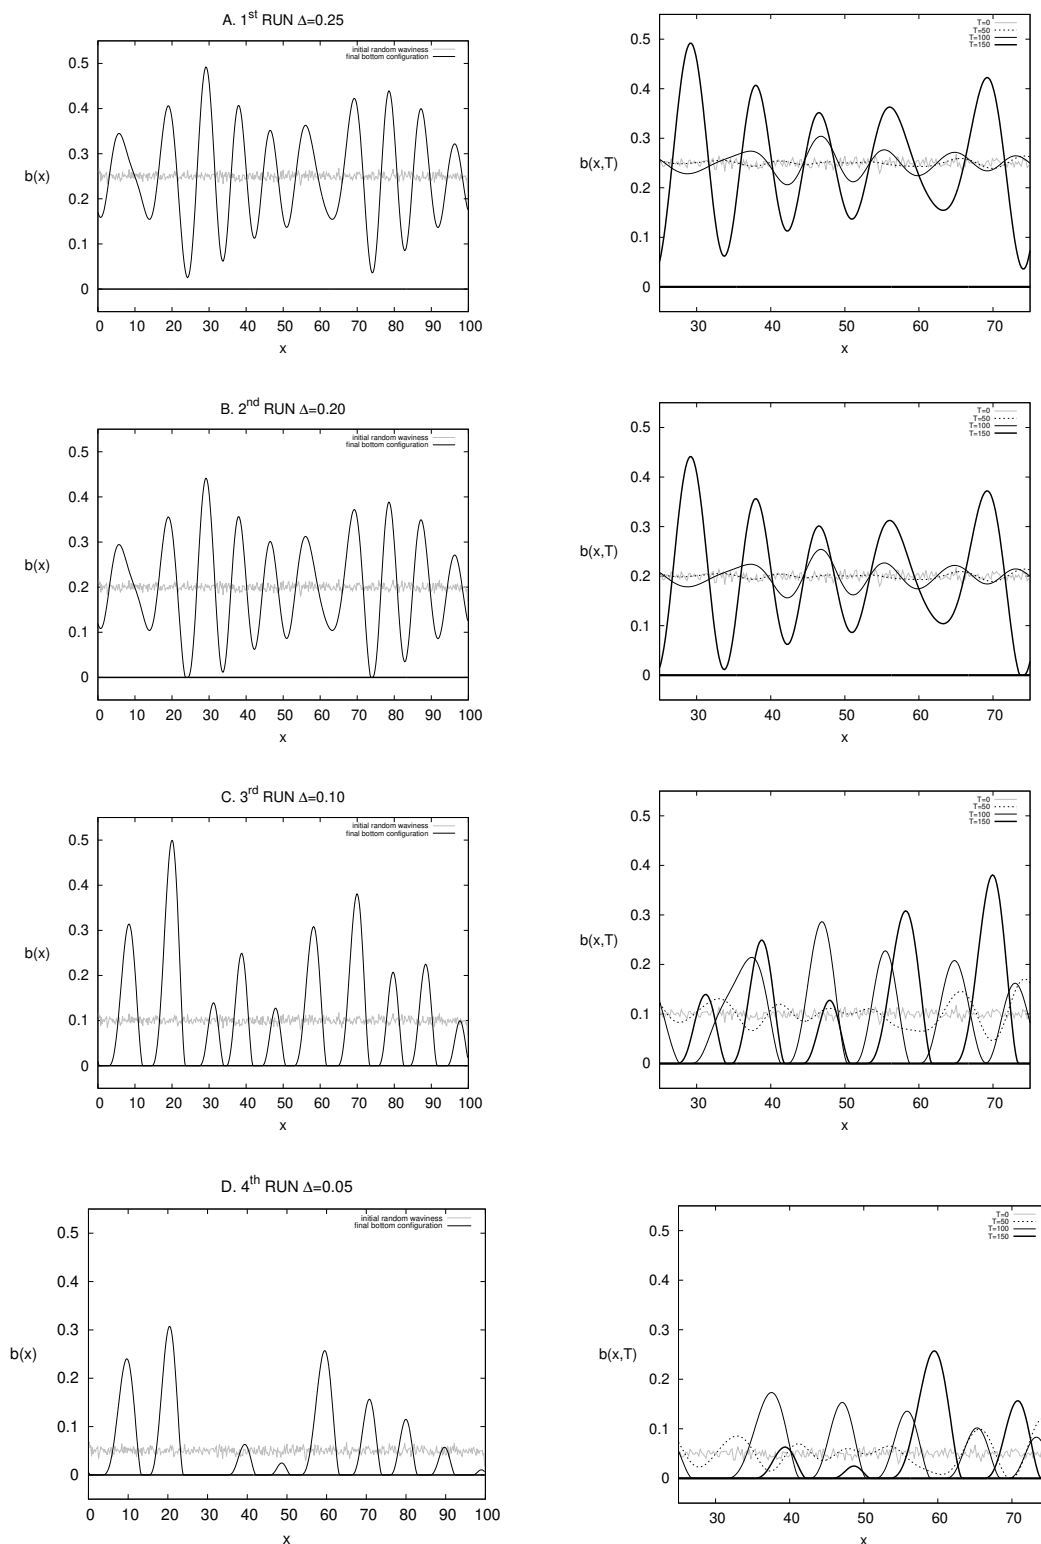 A. 1st RUN Δ=0.25
initial random waviness
final bottom configuration
0.5
0.4
0.3
b(x)
0.2
0.1
0
0 10 20 30 40 50 60 70 80 90 100
x
T=0
T=50
T=100
T=150
0.5
0.4
0.3
b(x,T)
0.2
0.1
0
30 40 50 60 70
x
B. 2nd RUN Δ=0.20
initial random waviness
final bottom configuration
0.5
0.4
0.3
b(x)
0.2
0.1
0
0 10 20 30 40 50 60 70 80 90 100
x
T=0
T=50
T=100
T=150
0.5
0.4
0.3
b(x,T)
0.2
0.1
0
30 40 50 60 70
x
C. 3rd RUN Δ=0.10
initial random waviness
final bottom configuration
0.5
0.4
0.3
b(x)
0.2
0.1
0
0 10 20 30 40 50 60 70 80 90 100
x
T=0
T=50
T=100
T=150
0.5
0.4
0.3
b(x,T)
0.2
0.1
0
30 40 50 60 70
x
D. 4th RUN Δ=0.05
initial random waviness
final bottom configuration
0.5
0.4
0.3
b(x)
0.2
0.1
0
0 10 20 30 40 50 60 70 80 90 100
x
T=0
T=50
T=100
T=150
0.5
0.4
0.3
b(x,T)
0.2
0.1
0
30 40 50 60 70
x